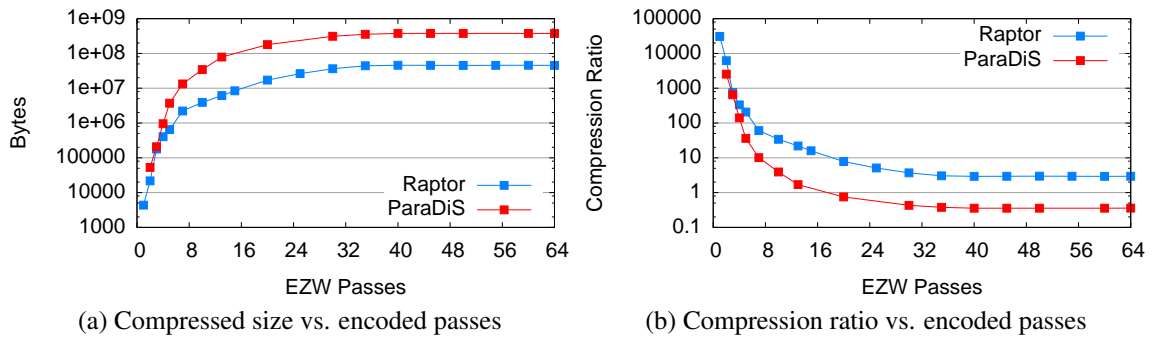 1e+09
1e+08
1e+07
1e+06
100000
10000
1000
Bytes
Raptor
ParaDiS
0 8 16 24 32 40 48 56 64
EZW Passes
(a) Compressed size vs. encoded passes
100000
10000
1000
100
10
1
0.1
Compression Ratio
Raptor
ParaDiS
0 8 16 24 32 40 48 56 64
EZW Passes
(b) Compression ratio vs. encoded passes